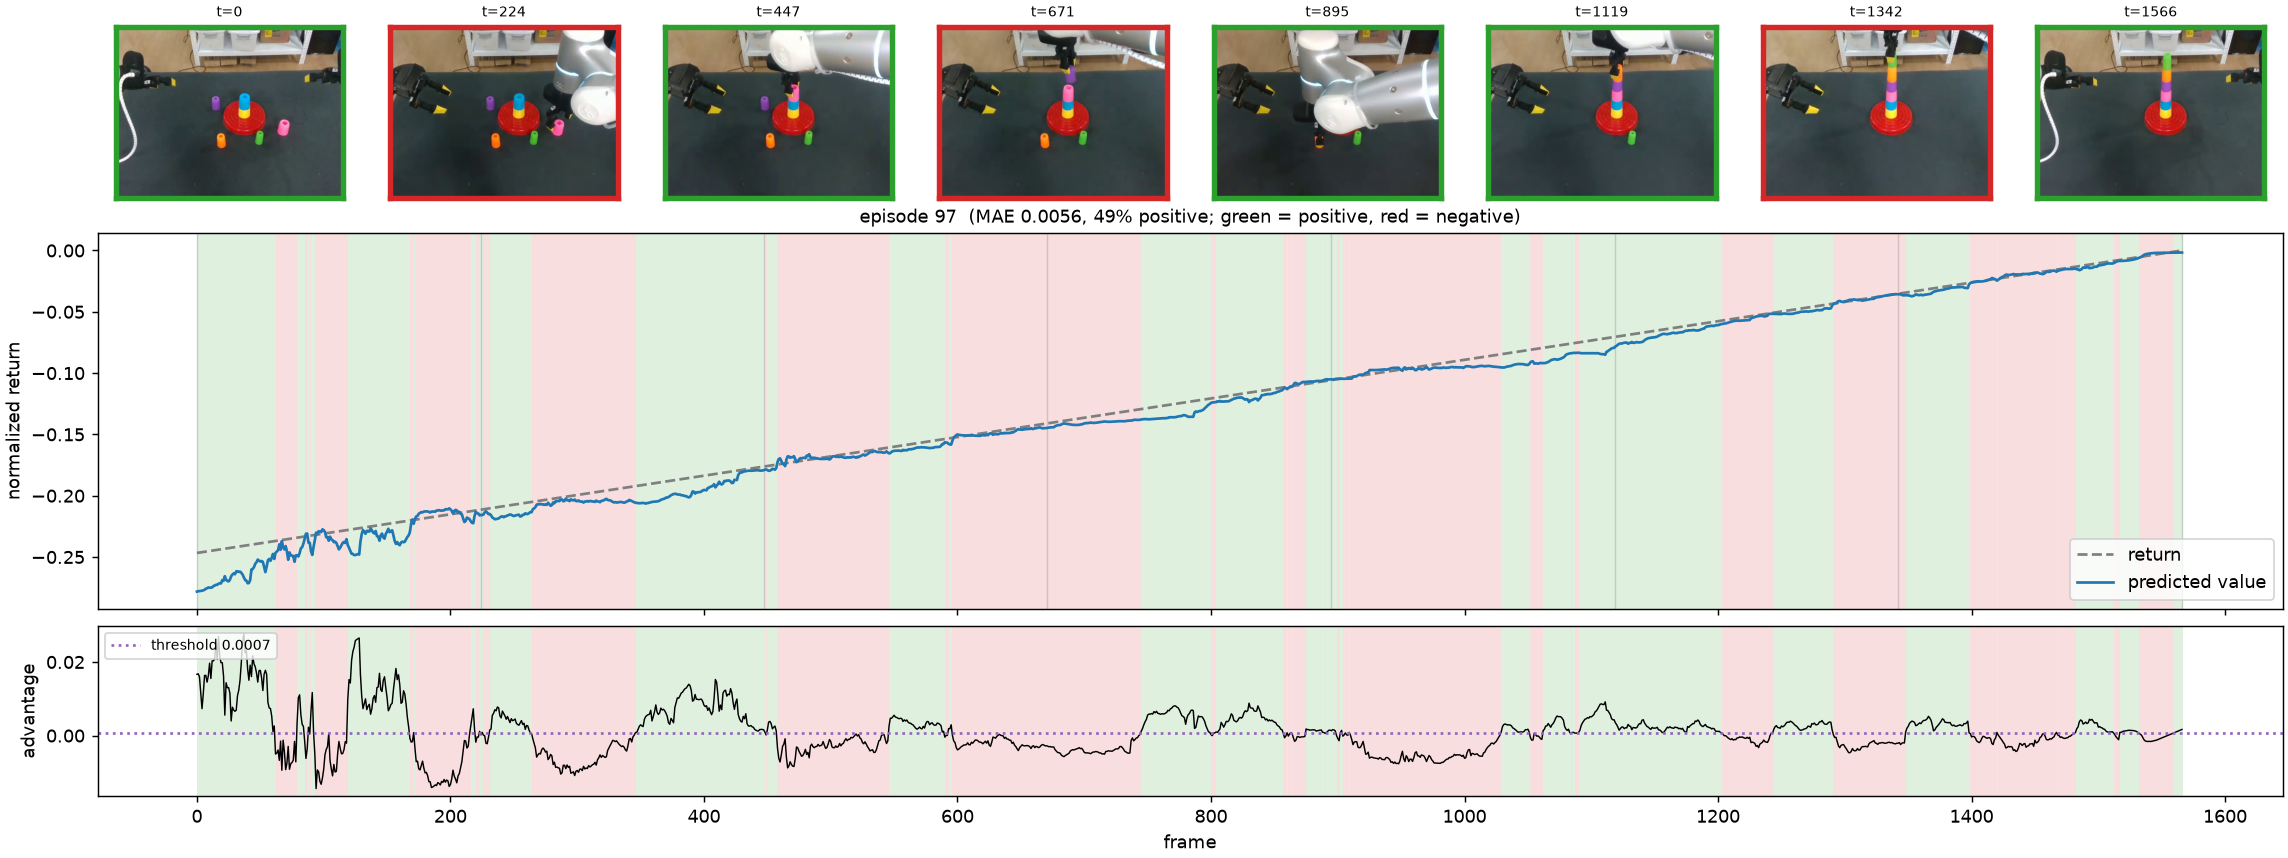 t=0
t=224
t=447
t=671
t=895
t=1119
t=1342
t=1566
episode 97  (MAE 0.0056, 49% positive; green = positive, red = negative)
normalized return
0.00
−0.05
−0.10
−0.15
−0.20
−0.25
return
predicted value
advantage
0.02
0.00
threshold 0.0007
0
200
400
600
800
1000
1200
1400
1600
frame